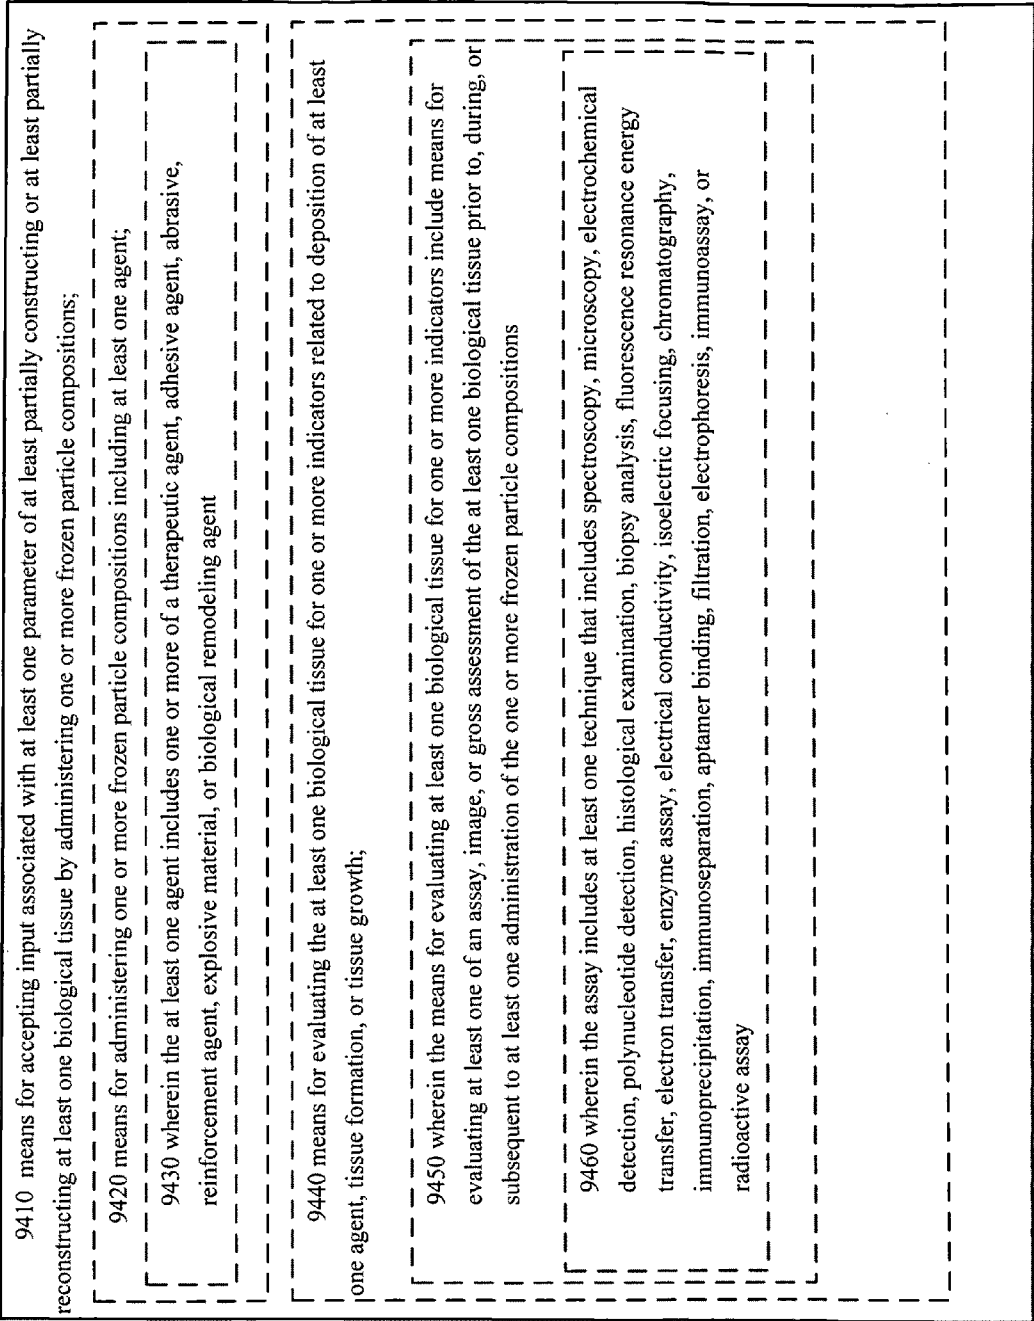 9410 means for accepting input associated with at least one parameter of at least partially constructing or at least partially
reconstructing at least one biological tissue by administering one or more frozen particle compositions;
9420 means for administering one or more frozen particle compositions including at least one agent;
9430 wherein the at least one agent includes one or more of a therapeutic agent, adhesive agent, abrasive,
reinforcement agent, explosive material, or biological remodeling agent
9440 means for evaluating the at least one biological tissue for one or more indicators related to deposition of at least
one agent, tissue formation, or tissue growth;
9450 wherein the means for evaluating at least one biological tissue for one or more indicators include means for
evaluating at least one of an assay, image, or gross assessment of the at least one biological tissue prior to, during, or
subsequent to at least one administration of the one or more frozen particle compositions
9460 wherein the assay includes at least one technique that includes spectroscopy, microscopy, electrochemical
detection, polynucleotide detection, histological examination, biopsy analysis, fluorescence resonance energy
transfer, electron transfer, enzyme assay, electrical conductivity, isoelectric focusing, chromatography,
immunoprecipitation, immunoseparation, aptamer binding, filtration, electrophoresis, immunoassay, or
radioactive assay